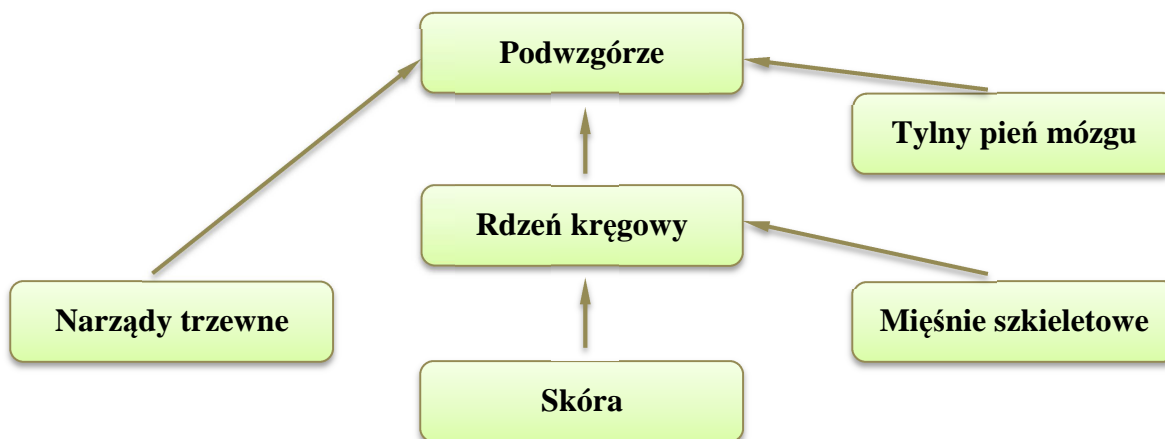 Podwzgórze
Tylny pień mózgu
Rdzeń kręgowy
Narządy trzewne
Mięśnie szkieletowe
Skóra